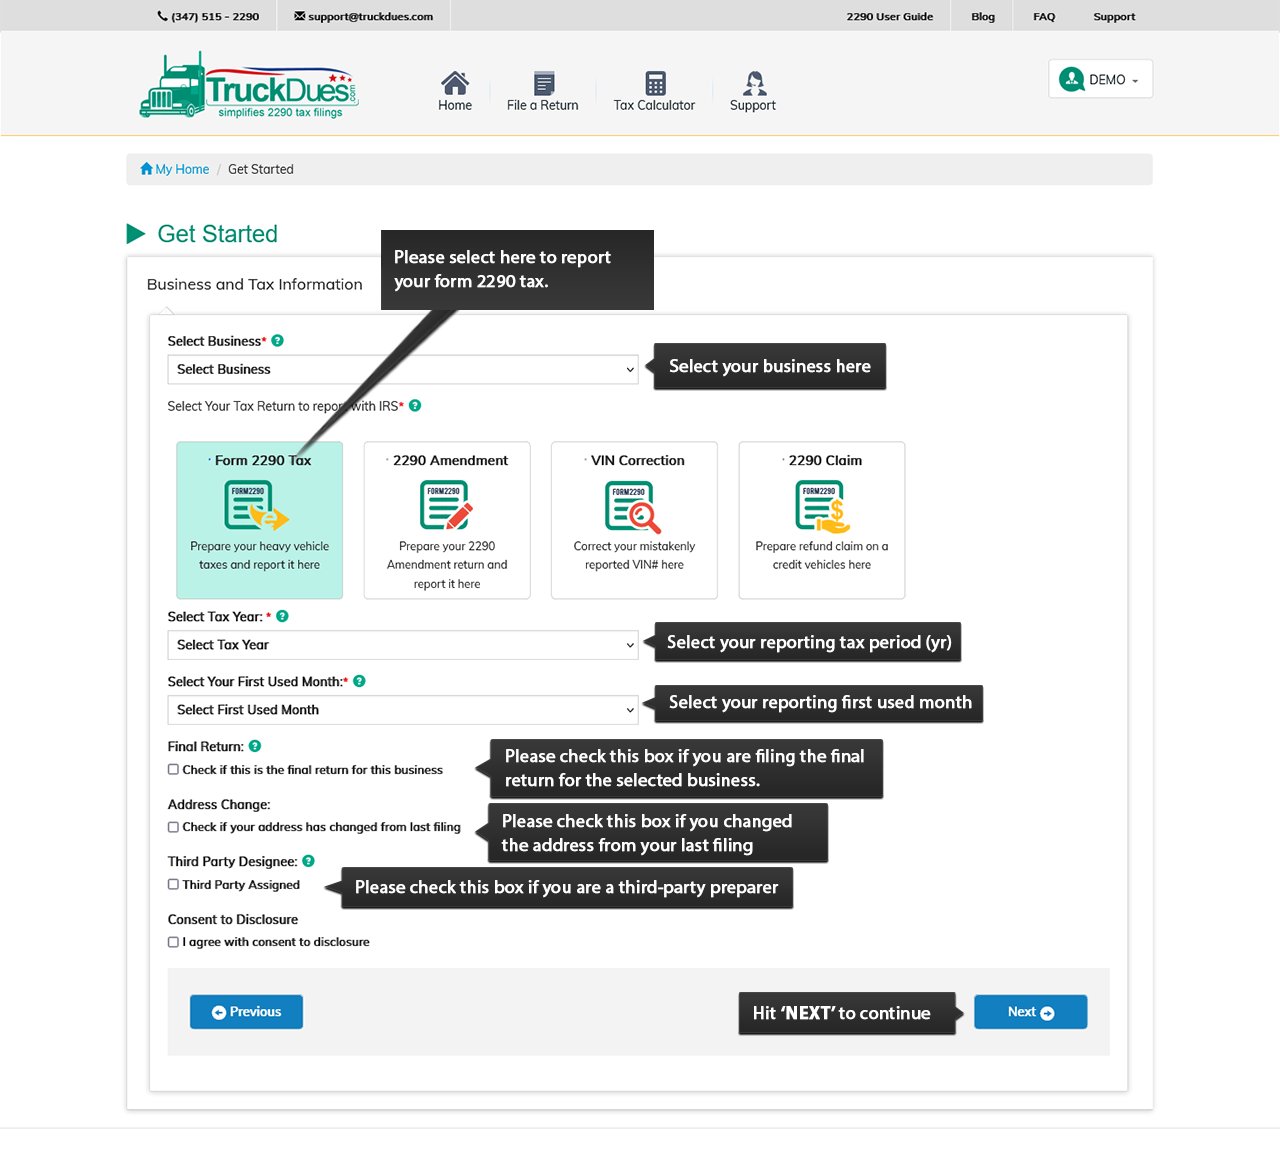 (347) 515 - 2290
support@truckdues.com
2290 User Guide
Blog
FAQ
Support
TruckDues.com
simplifies 2290 tax filings
Home
File a Return
Tax Calculator
Support
DEMO
My Home / Get Started
Get Started
Please select here to report
your form 2290 tax.
Business and Tax Information
Select Business*
Select Business
Select your business here
Select Your Tax Return to report with IRS*
Form 2290 Tax
FORM2290
Prepare your heavy vehicle
taxes and report it here
2290 Amendment
FORM2290
Prepare your 2290
Amendment return and
report it here
VIN Correction
FORM2290
Correct your mistakenly
reported VIN# here
2290 Claim
FORM2290
Prepare refund claim on a
credit vehicles here
Select Tax Year: *
Select Tax Year
Select your reporting tax period (yr)
Select Your First Used Month:*
Select First Used Month
Select your reporting first used month
Final Return:
Check if this is the final return for this business
Please check this box if you are filing the final
return for the selected business.
Address Change:
Check if your address has changed from last filing
Please check this box if you changed
the address from your last filing
Third Party Designee:
Third Party Assigned
Please check this box if you are a third-party preparer
Consent to Disclosure
I agree with consent to disclosure
Previous
Hit ‘NEXT’ to continue
Next